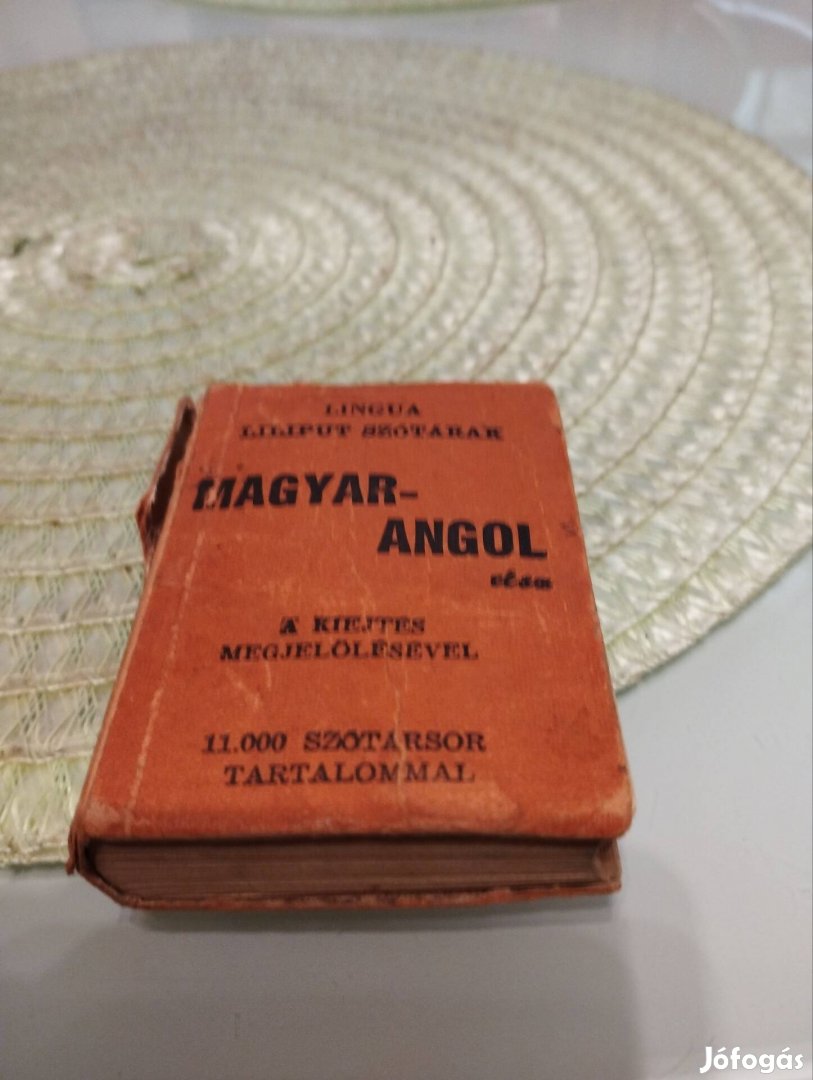 LINGUA
LILIPUT SZÓTÁRAK
MAGYAR-
ANGOL
A KIEJTÉS
MEGJELÖLÉSÉVEL
11.000 SZÓTÁRSOR
TARTALOMMAL
Jófogás